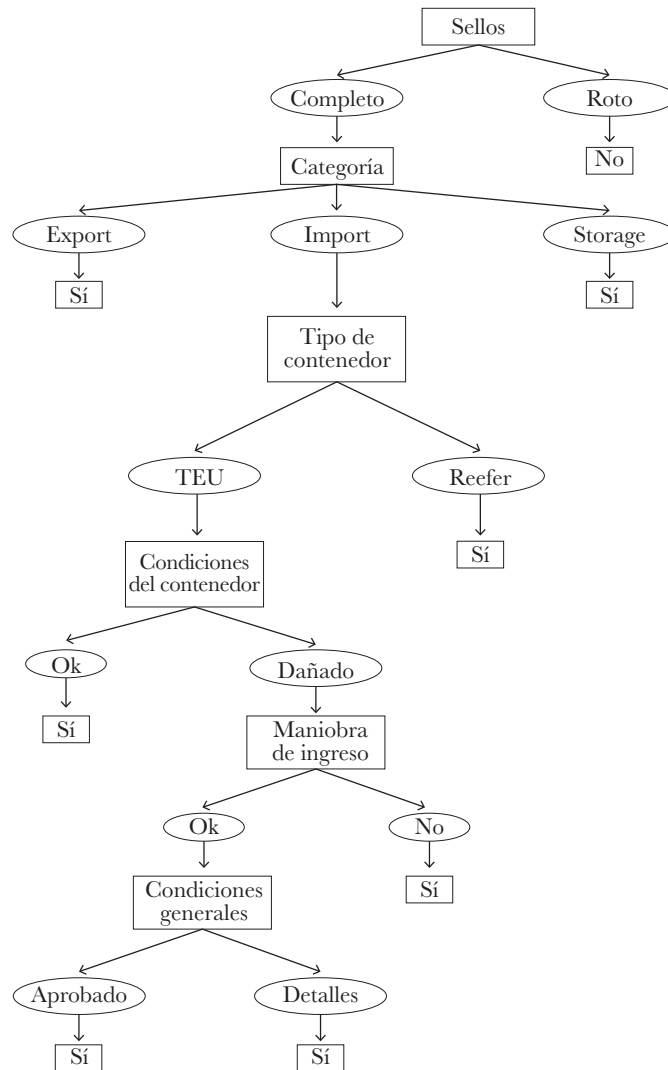 Sellos
Completo
Roto
No
Categoría
Export
Import
Storage
Sí
Sí
Tipo de
contenedor
TEU
Reefer
Sí
Condiciones
del contenedor
Ok
Dañado
Sí
Maniobra
de ingreso
Ok
No
Sí
Condiciones
generales
Aprobado
Detalles
Sí
Sí